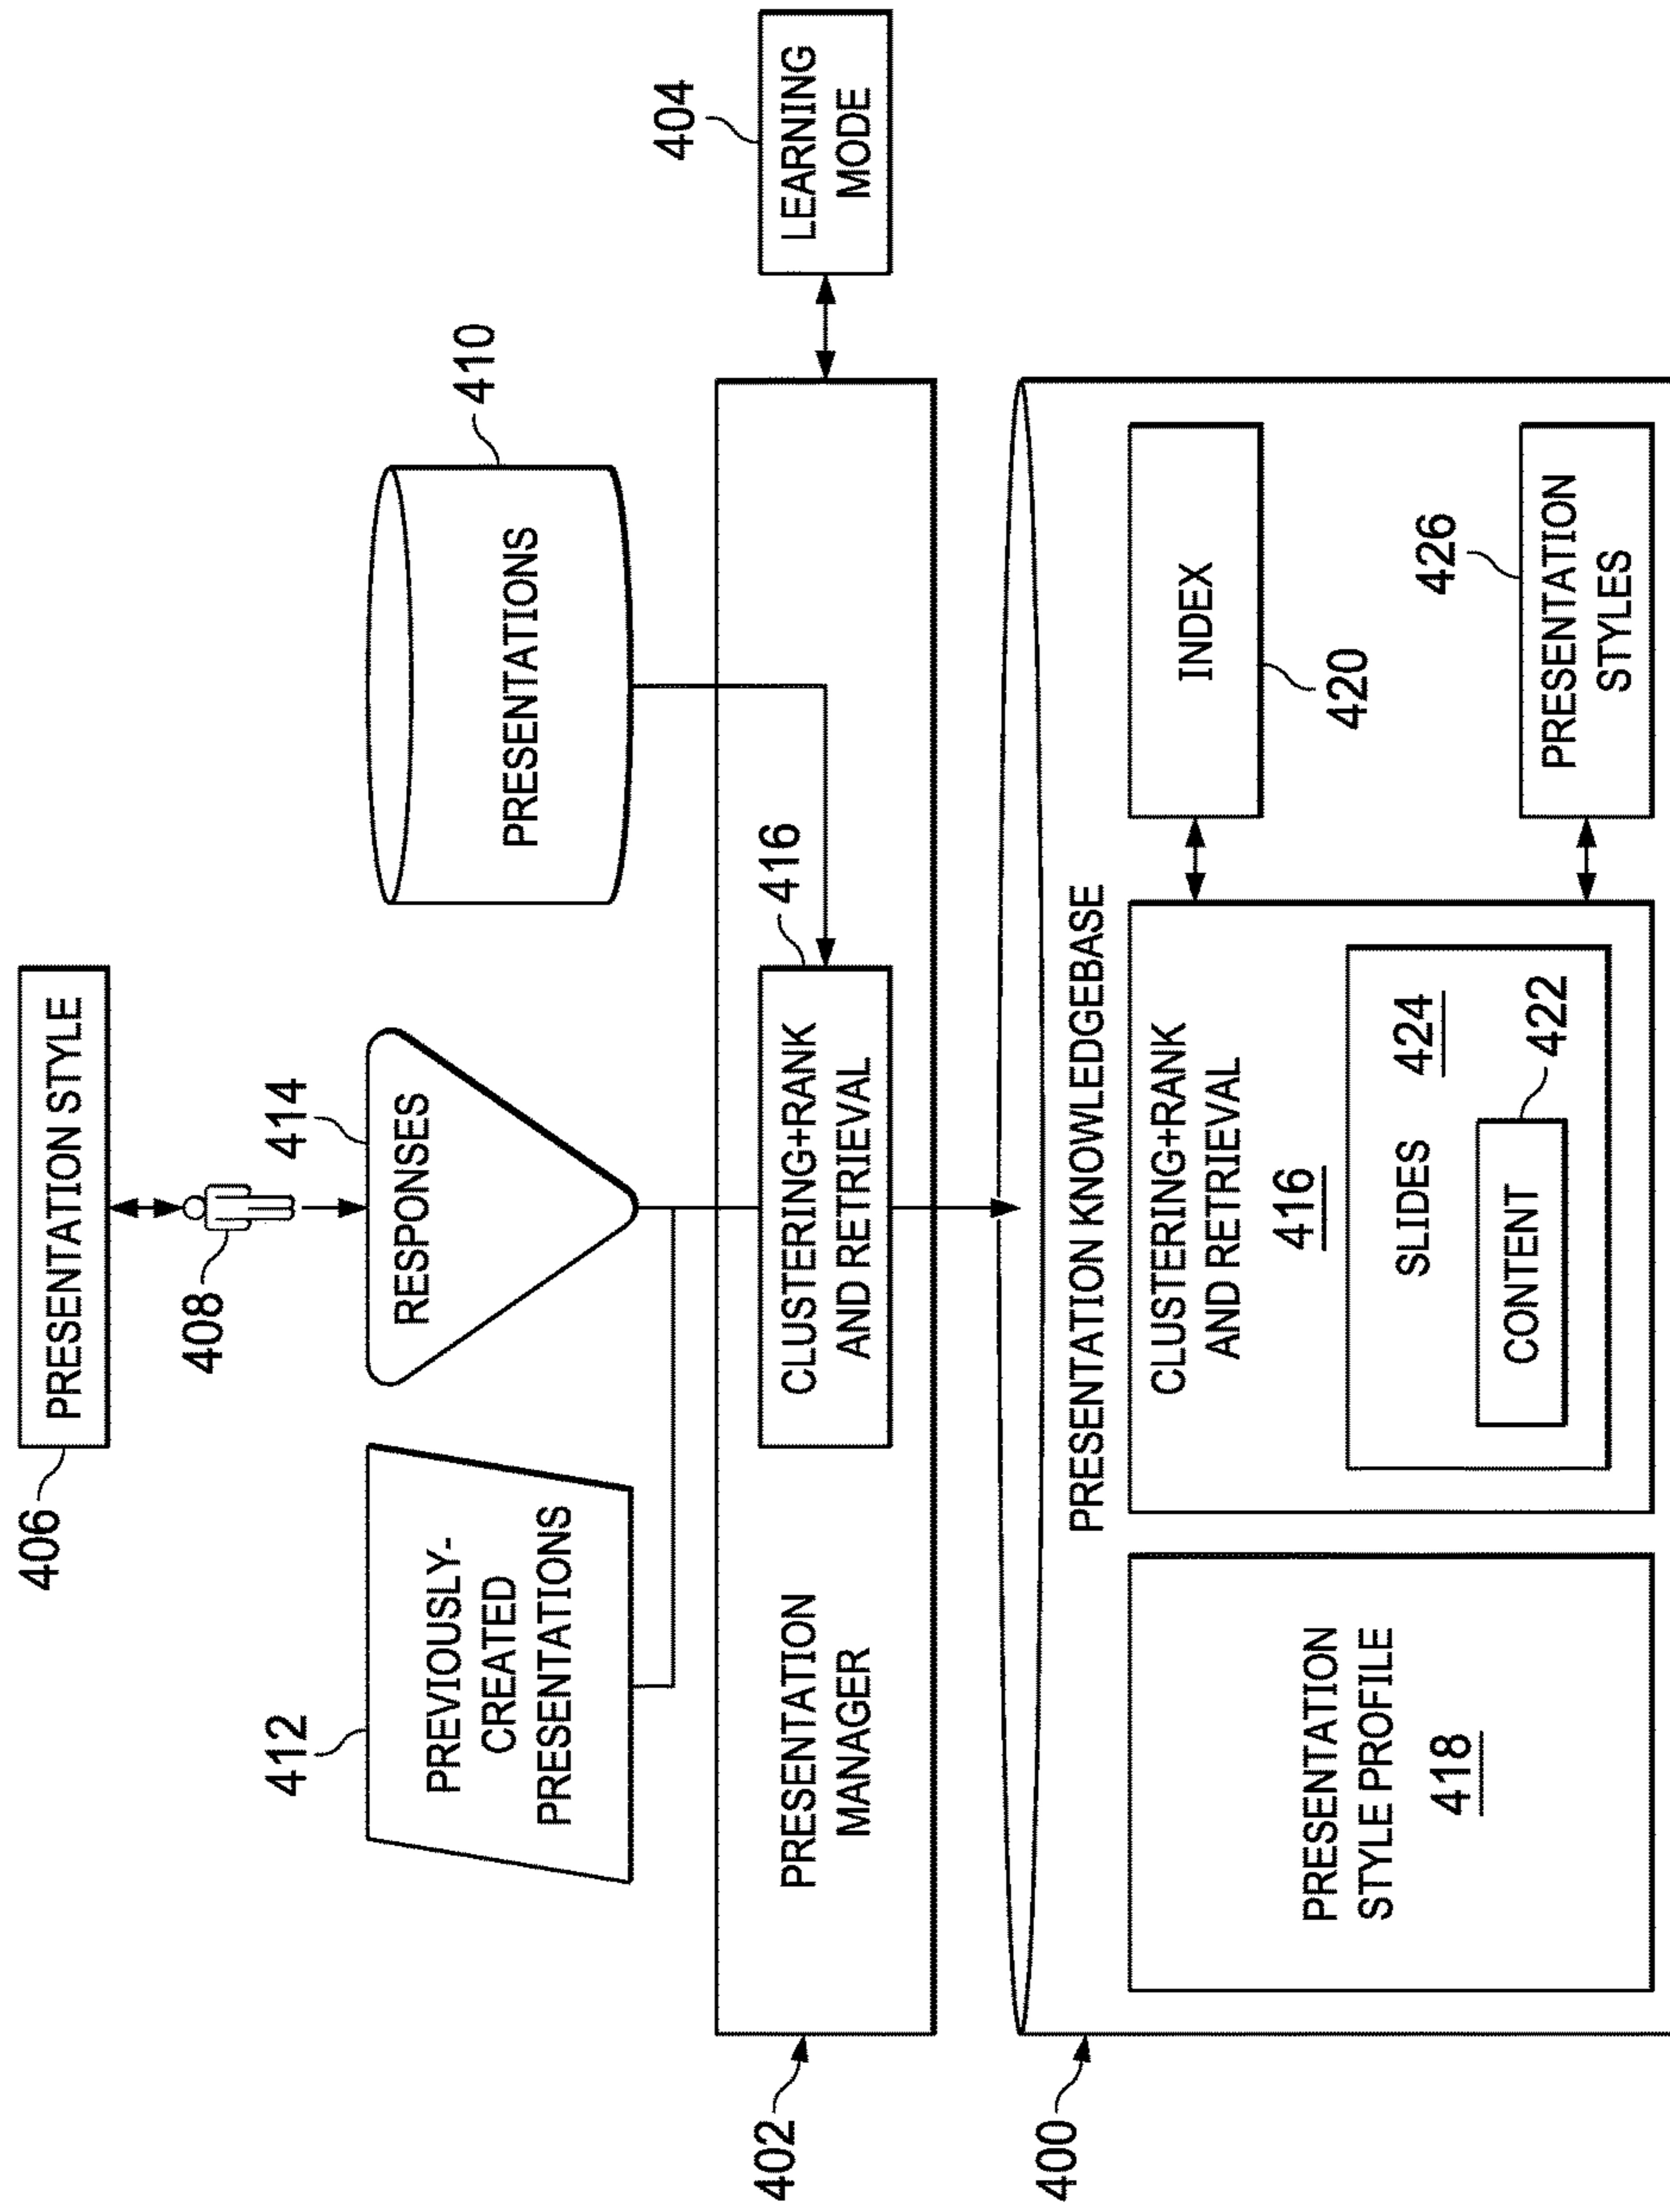 406
PRESENTATION STYLE
408
412
PREVIOUSLY-
CREATED
PRESENTATIONS
414
RESPONSES
410
PRESENTATIONS
402
PRESENTATION
MANAGER
416
CLUSTERING+RANK
AND RETRIEVAL
404
LEARNING
MODE
400
PRESENTATION KNOWLEDGEBASE
PRESENTATION
STYLE PROFILE
418
CLUSTERING+RANK
AND RETRIEVAL
416
SLIDES
424
CONTENT
422
INDEX
420
426
PRESENTATION
STYLES